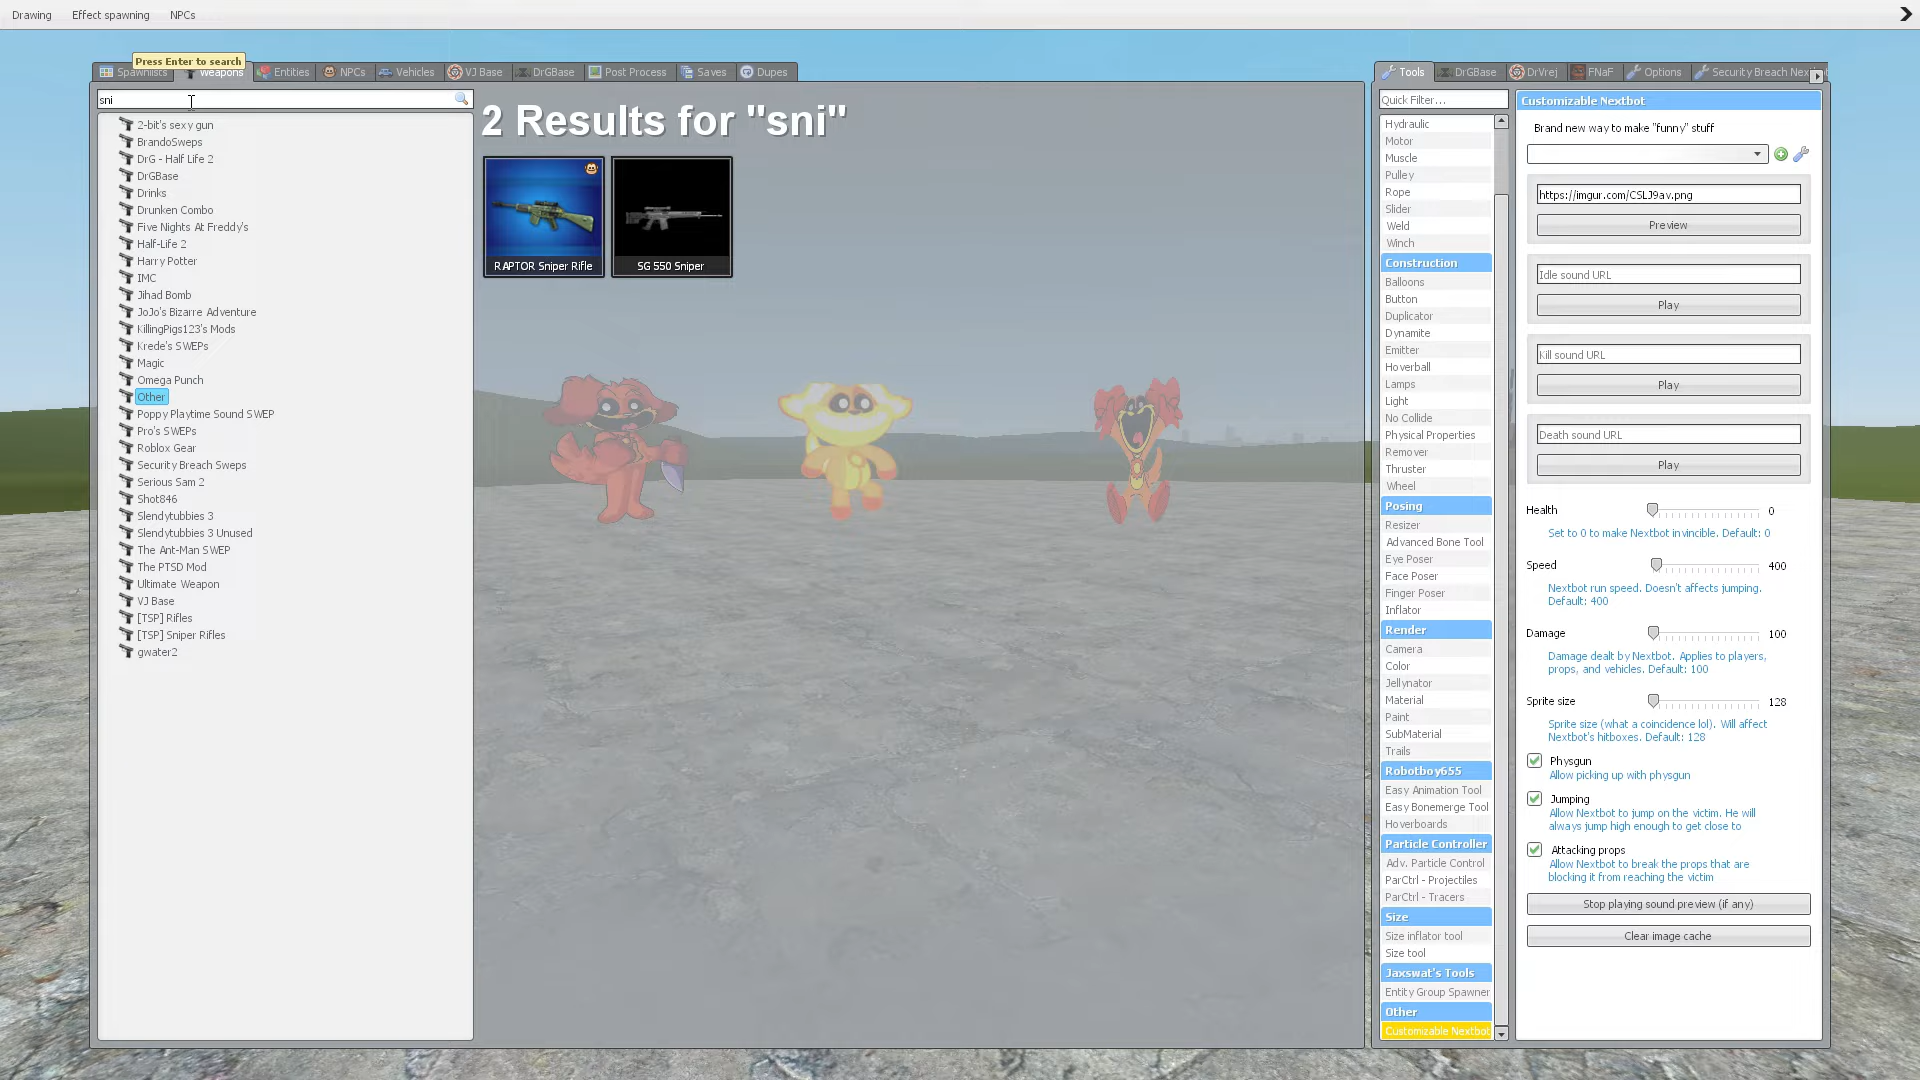 Drawing Effect spawning NPCs
Press Enter to search
Spawnlists Weapons Entities NPCs Vehicles VJ Base DrGBase Post Process Saves Dupes
sni
2-bit's sexy gun
BrandoSweps
DrG - Half Life 2
DrGBase
Drinks
Drunken Combo
Five Nights At Freddy's
Half-Life 2
Harry Potter
IMC
Jihad Bomb
JoJo's Bizarre Adventure
KillingPigs123's Mods
Krede's SWEPs
Magic
Omega Punch
Other
Poppy Playtime Sound SWEP
Pro's SWEPs
Roblox Gear
Security Breach Sweps
Serious Sam 2
Shot846
Slendytubbies 3
Slendytubbies 3 Unused
The Ant-Man SWEP
The PTSD Mod
Ultimate Weapon
VJ Base
[TSP] Rifles
[TSP] Sniper Rifles
gwater2
2 Results for "sni"
RAPTOR Sniper Rifle
SG 550 Sniper
Tools DrGBase DrVrej FNaF Options Security Breach
Quick Filter...
Hydraulic
Motor
Muscle
Pulley
Rope
Slider
Weld
Winch
Construction
Balloons
Button
Duplicator
Dynamite
Emitter
Hoverball
Lamps
Light
No Collide
Physical Properties
Remover
Thruster
Wheel
Posing
Resizer
Advanced Bone Tool
Eye Poser
Face Poser
Finger Poser
Inflator
Render
Camera
Color
Jellynator
Material
Paint
SubMaterial
Trails
Robotboy655
Easy Animation Tool
Easy Bonemerge Tool
Hoverboards
Particle Controller
Adv. Particle Control
ParCtrl - Projectiles
ParCtrl - Tracers
Size
Size inflator tool
Size tool
Jaxswat's Tools
Entity Group Spawner
Other
Customizable Nextbot
Customizable Nextbot
Brand new way to make "funny" stuff
https://imgur.com/CSLJ9av.png
Preview
Idle sound URL
Play
Kill sound URL
Play
Death sound URL
Play
Health 0
Set to 0 to make Nextbot invincible. Default: 0
Speed 400
Nextbot run speed. Doesn't affects jumping.
Default: 400
Damage 100
Damage dealt by Nextbot. Applies to players,
props, and vehicles. Default: 100
Sprite size 128
Sprite size (what a coincidence lol). Will affect
Nextbot's hitboxes. Default: 128
Physgun
Allow picking up with physgun
Jumping
Allow Nextbot to jump on the victim. He will
always jump high enough to get close to
Attacking props
Allow Nextbot to break the props that are
blocking it from reaching the victim
Stop playing sound preview (if any)
Clear image cache